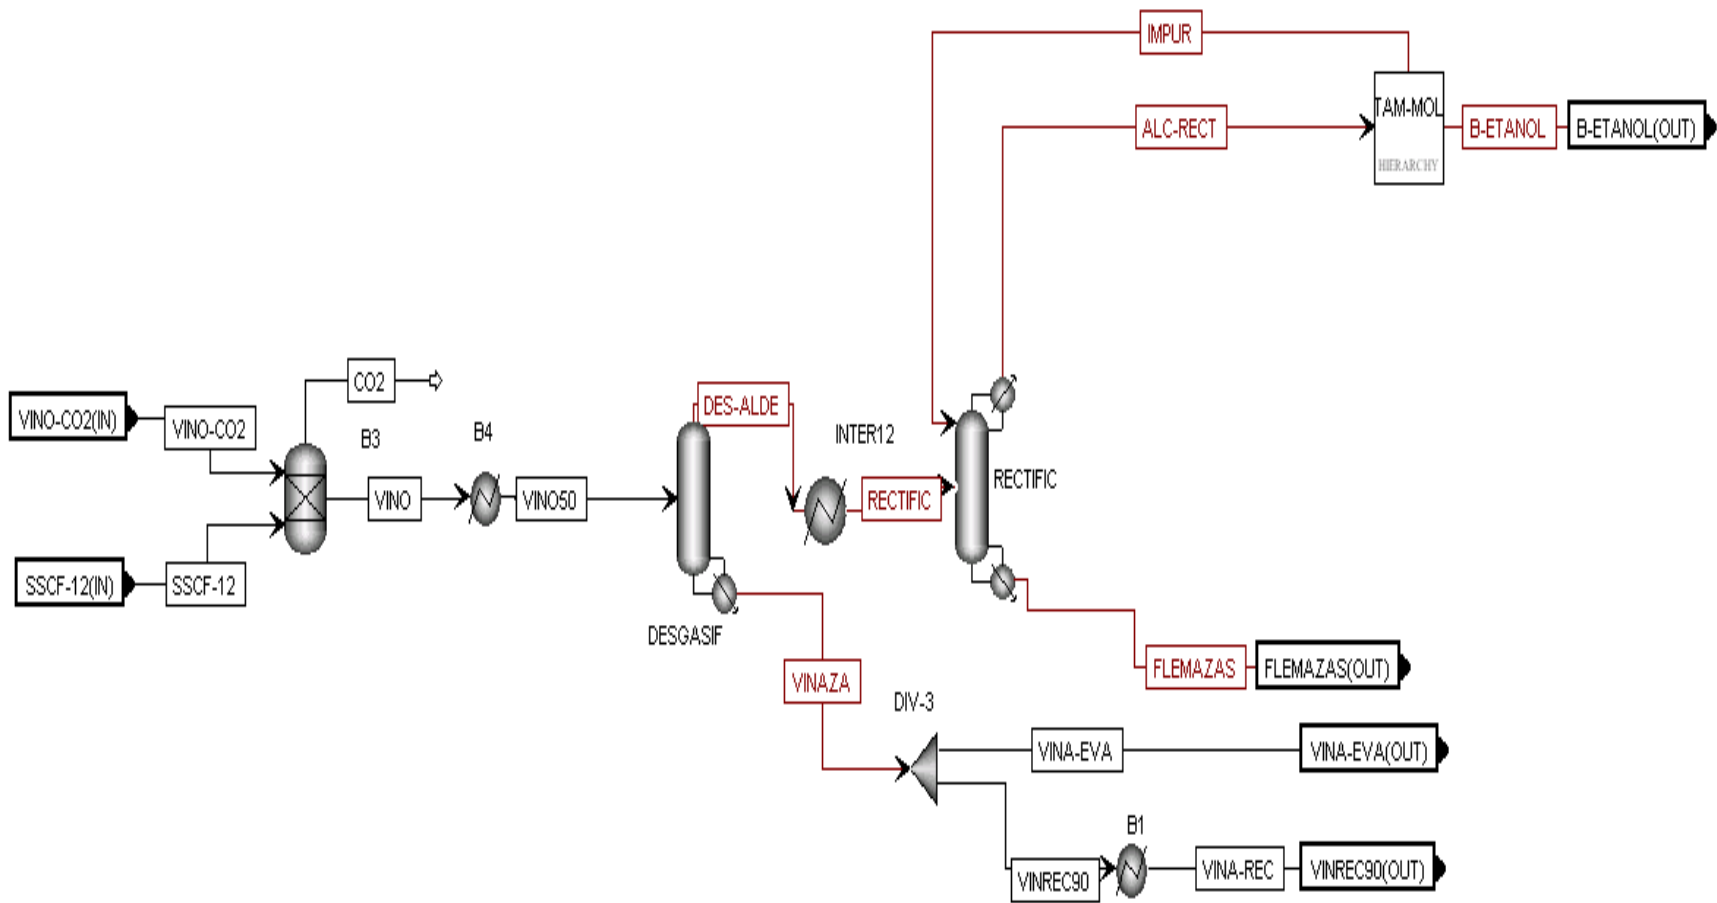 IMPUR
TAM-MOL
HIERARCHY
ALC-RECT
B-ETANOL
B-ETANOL(OUT)
CO2
VINO-CO2(IN)
VINO-CO2
B3
B4
DES-ALDE
INTER12
RECTIFIC
VINO
VINO50
RECTIFIC
SSCF-12(IN)
SSCF-12
DESGASIF
VINAZA
FLEMAZAS
FLEMAZAS(OUT)
DIV-3
VINA-EVA
VINA-EVA(OUT)
B1
VINREC90
VINA-REC
VINREC90(OUT)